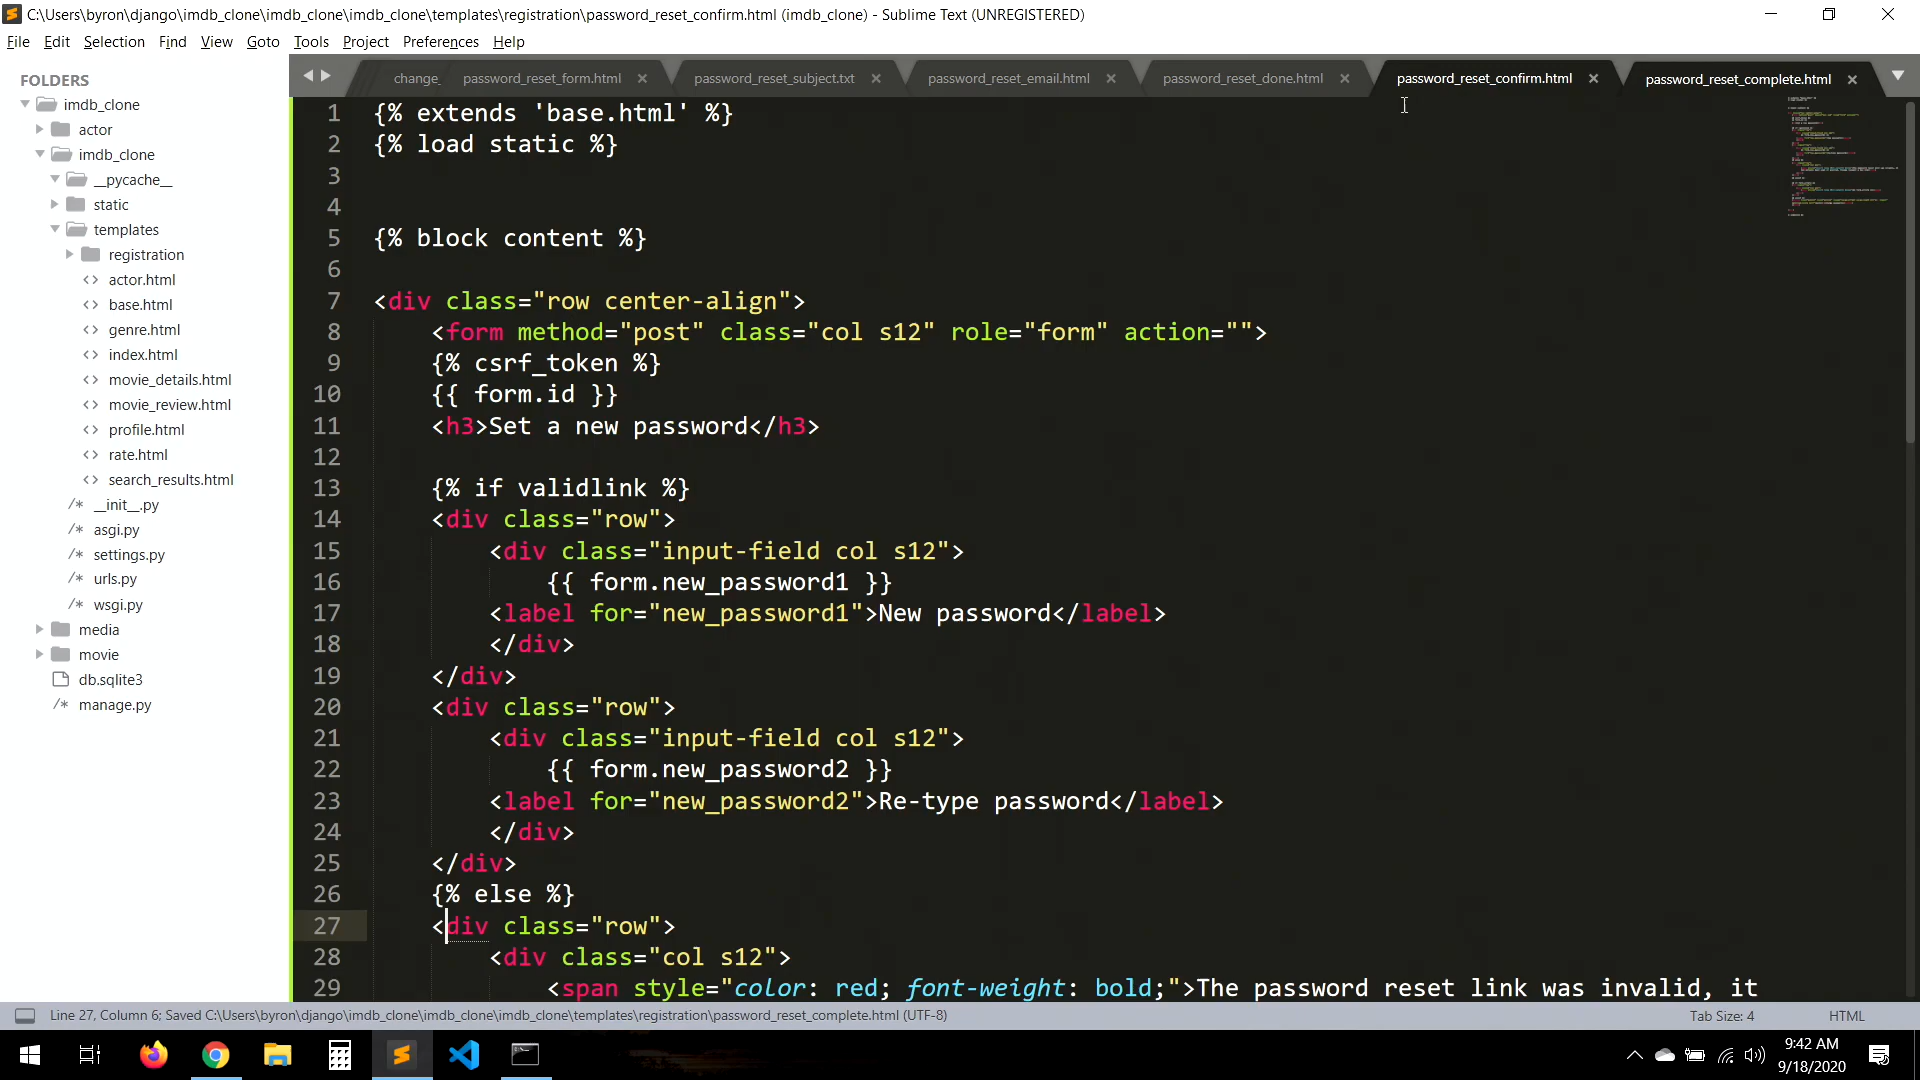 C:\Users\byron\django\imdb_clone\imdb_clone\imdb_clone\templates\registration\password_reset_confirm.html (imdb_clone) - Sublime Text (UNREGISTERED)
File Edit Selection Find View Goto Tools Project Preferences Help
FOLDERS
imdb_clone
actor
imdb_clone
__pycache__
static
templates
registration
actor.html
base.html
genre.html
index.html
movie_details.html
movie_review.html
profile.html
rate.html
search_results.html
__init__.py
asgi.py
settings.py
urls.py
wsgi.py
media
movie
db.sqlite3
manage.py
change_ password_reset_form.html password_reset_subject.txt password_reset_email.html password_reset_done.html password_reset_confirm.html password_reset_complete.html
1 {% extends 'base.html' %}
2 {% load static %}
3
4
5 {% block content %}
6
7 <div class="row center-align">
8 <form method="post" class="col s12" role="form" action="">
9 {% csrf_token %}
10 {{ form.id }}
11 <h3>Set a new password</h3>
12
13 {% if validlink %}
14 <div class="row">
15 <div class="input-field col s12">
16 {{ form.new_password1 }}
17 <label for="new_password1">New password</label>
18 </div>
19 </div>
20 <div class="row">
21 <div class="input-field col s12">
22 {{ form.new_password2 }}
23 <label for="new_password2">Re-type password</label>
24 </div>
25 </div>
26 {% else %}
27 <div class="row">
28 <div class="col s12">
29 <span style="color: red; font-weight: bold;">The password reset link was invalid, it
Line 27, Column 6; Saved C:\Users\byron\django\imdb_clone\imdb_clone\imdb_clone\templates\registration\password_reset_complete.html (UTF-8)
Tab Size: 4
HTML
9:42 AM
9/18/2020